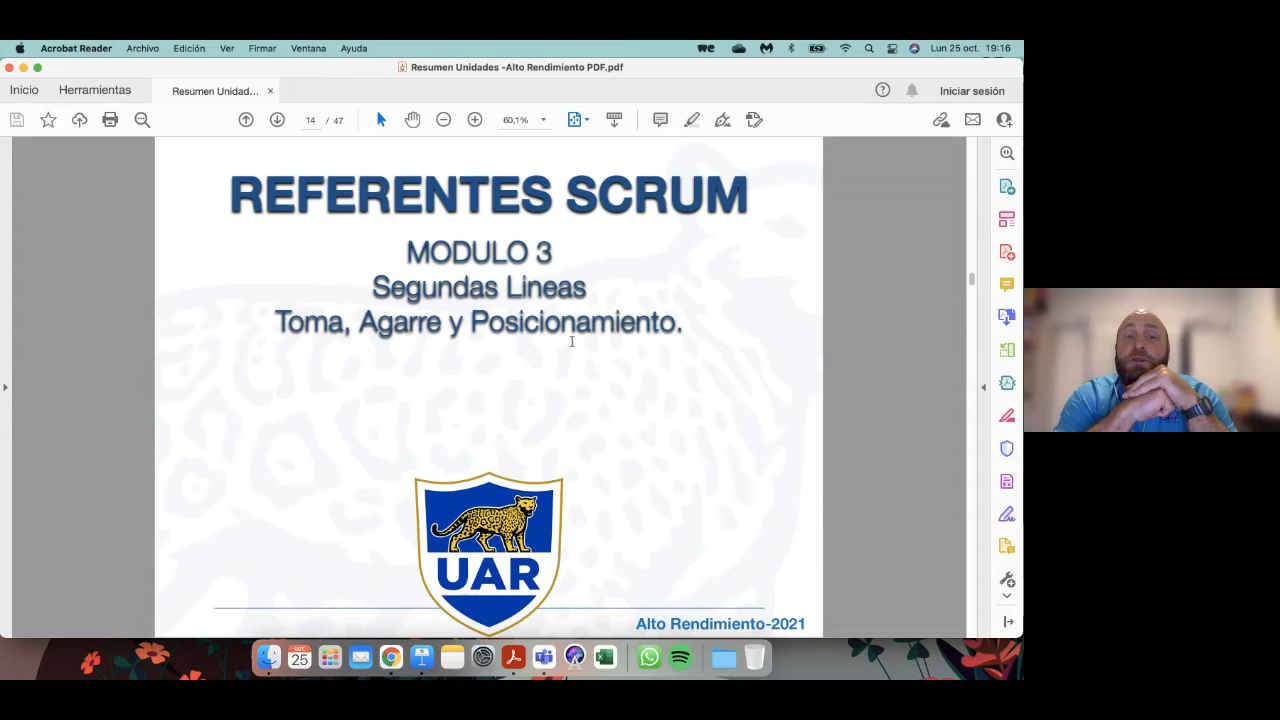 Acrobat Reader Archivo Edición Ver Firmar Ventana Ayuda Lun 25 oct. 19:16
Resumen Unidades -Alto Rendimiento PDF.pdf
Inicio Herramientas Resumen Unidad... × Iniciar sesión
14 / 47 60,1%
REFERENTES SCRUM
MODULO 3
Segundas Lineas
Toma, Agarre y Posicionamiento.
UAR
Alto Rendimiento-2021
OCT
25